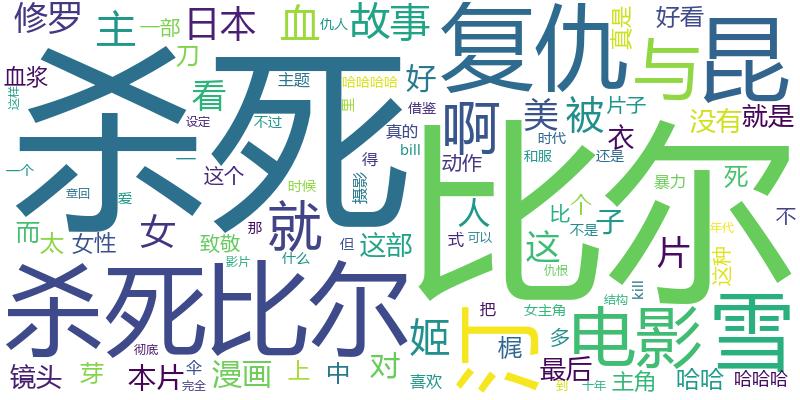 修罗
主
一部
日本
血
仇人
故事
复仇
真是
好看
昆
血浆
刀
杀死
主题
哈哈哈哈
好
与
这样
看
里
借鉴
啊
美
被
片子
没有
就是
设定
不过
真的
bill
时代
衣
一个
一
这个
得
动作
和服
还是
比尔
暴力
死
章回
爱
时候
摄影
人
比
个
子
不
而
太
女性
女
致敬
那
就
但
这部
式
可以
这
不是
片
这种
年代
影片
什么
仇恨
杀死比尔
姬
把
女主角
结构
kill
雪
彻底
梶
多
电影
镜头
芽
本片
伞
完全
漫画
上
中
对
喜欢
最后
到
十年
主角
哈哈
哈哈哈